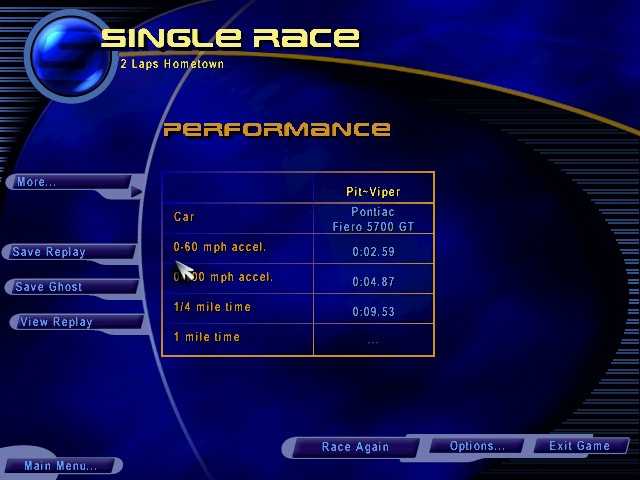 SINGLE RACE
2 Laps Hometown
PERFORMANCE
More...
Pit~Viper
Car
Pontiac
Fiero 5700 GT
0-60 mph accel.
0:02.59
mph accel.
0:04.87
1/4 mile time
0:09.53
1 mile time
...
Save Replay
Save Ghost
View Replay
Race Again
Options...
Exit Game
Main Menu...